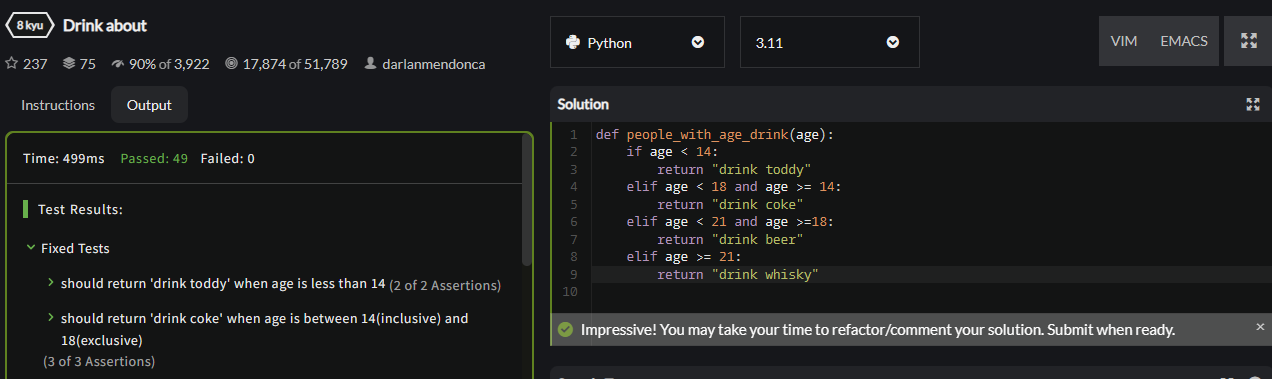 8 kyu Drink about
237 75 90% of 3,922 17,874 of 51,789 darlanmendonca
Instructions Output
Time: 499ms Passed: 49 Failed: 0
Test Results:
Fixed Tests
should return 'drink toddy' when age is less than 14 (2 of 2 Assertions)
should return 'drink coke' when age is between 14(inclusive) and
18(exclusive)
(3 of 3 Assertions)
Python 3.11 VIM EMACS
Solution
1 def people_with_age_drink(age):
2 if age < 14:
3 return "drink toddy"
4 elif age < 18 and age >= 14:
5 return "drink coke"
6 elif age < 21 and age >=18:
7 return "drink beer"
8 elif age >= 21:
9 return "drink whisky"
10
Impressive! You may take your time to refactor/comment your solution. Submit when ready. ×